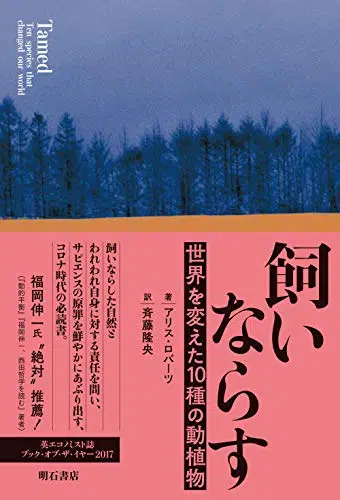 Tamed
Ten species that
changed our world
飼いならす
世界を変えた10種の動植物
著 アリス・ロバーツ
訳 斉藤隆央
飼いならした自然と
われわれ自身に対する責任を問い、
サピエンスの原罪を鮮やかにあぶり出す、
コロナ時代の必読書。
福岡伸一氏 〝絶対〟推薦!
(『動的平衡』『福岡伸一、西田哲学を読む』著者)
英エコノミスト誌
ブック・オブ・ザ・イヤー2017
明石書店